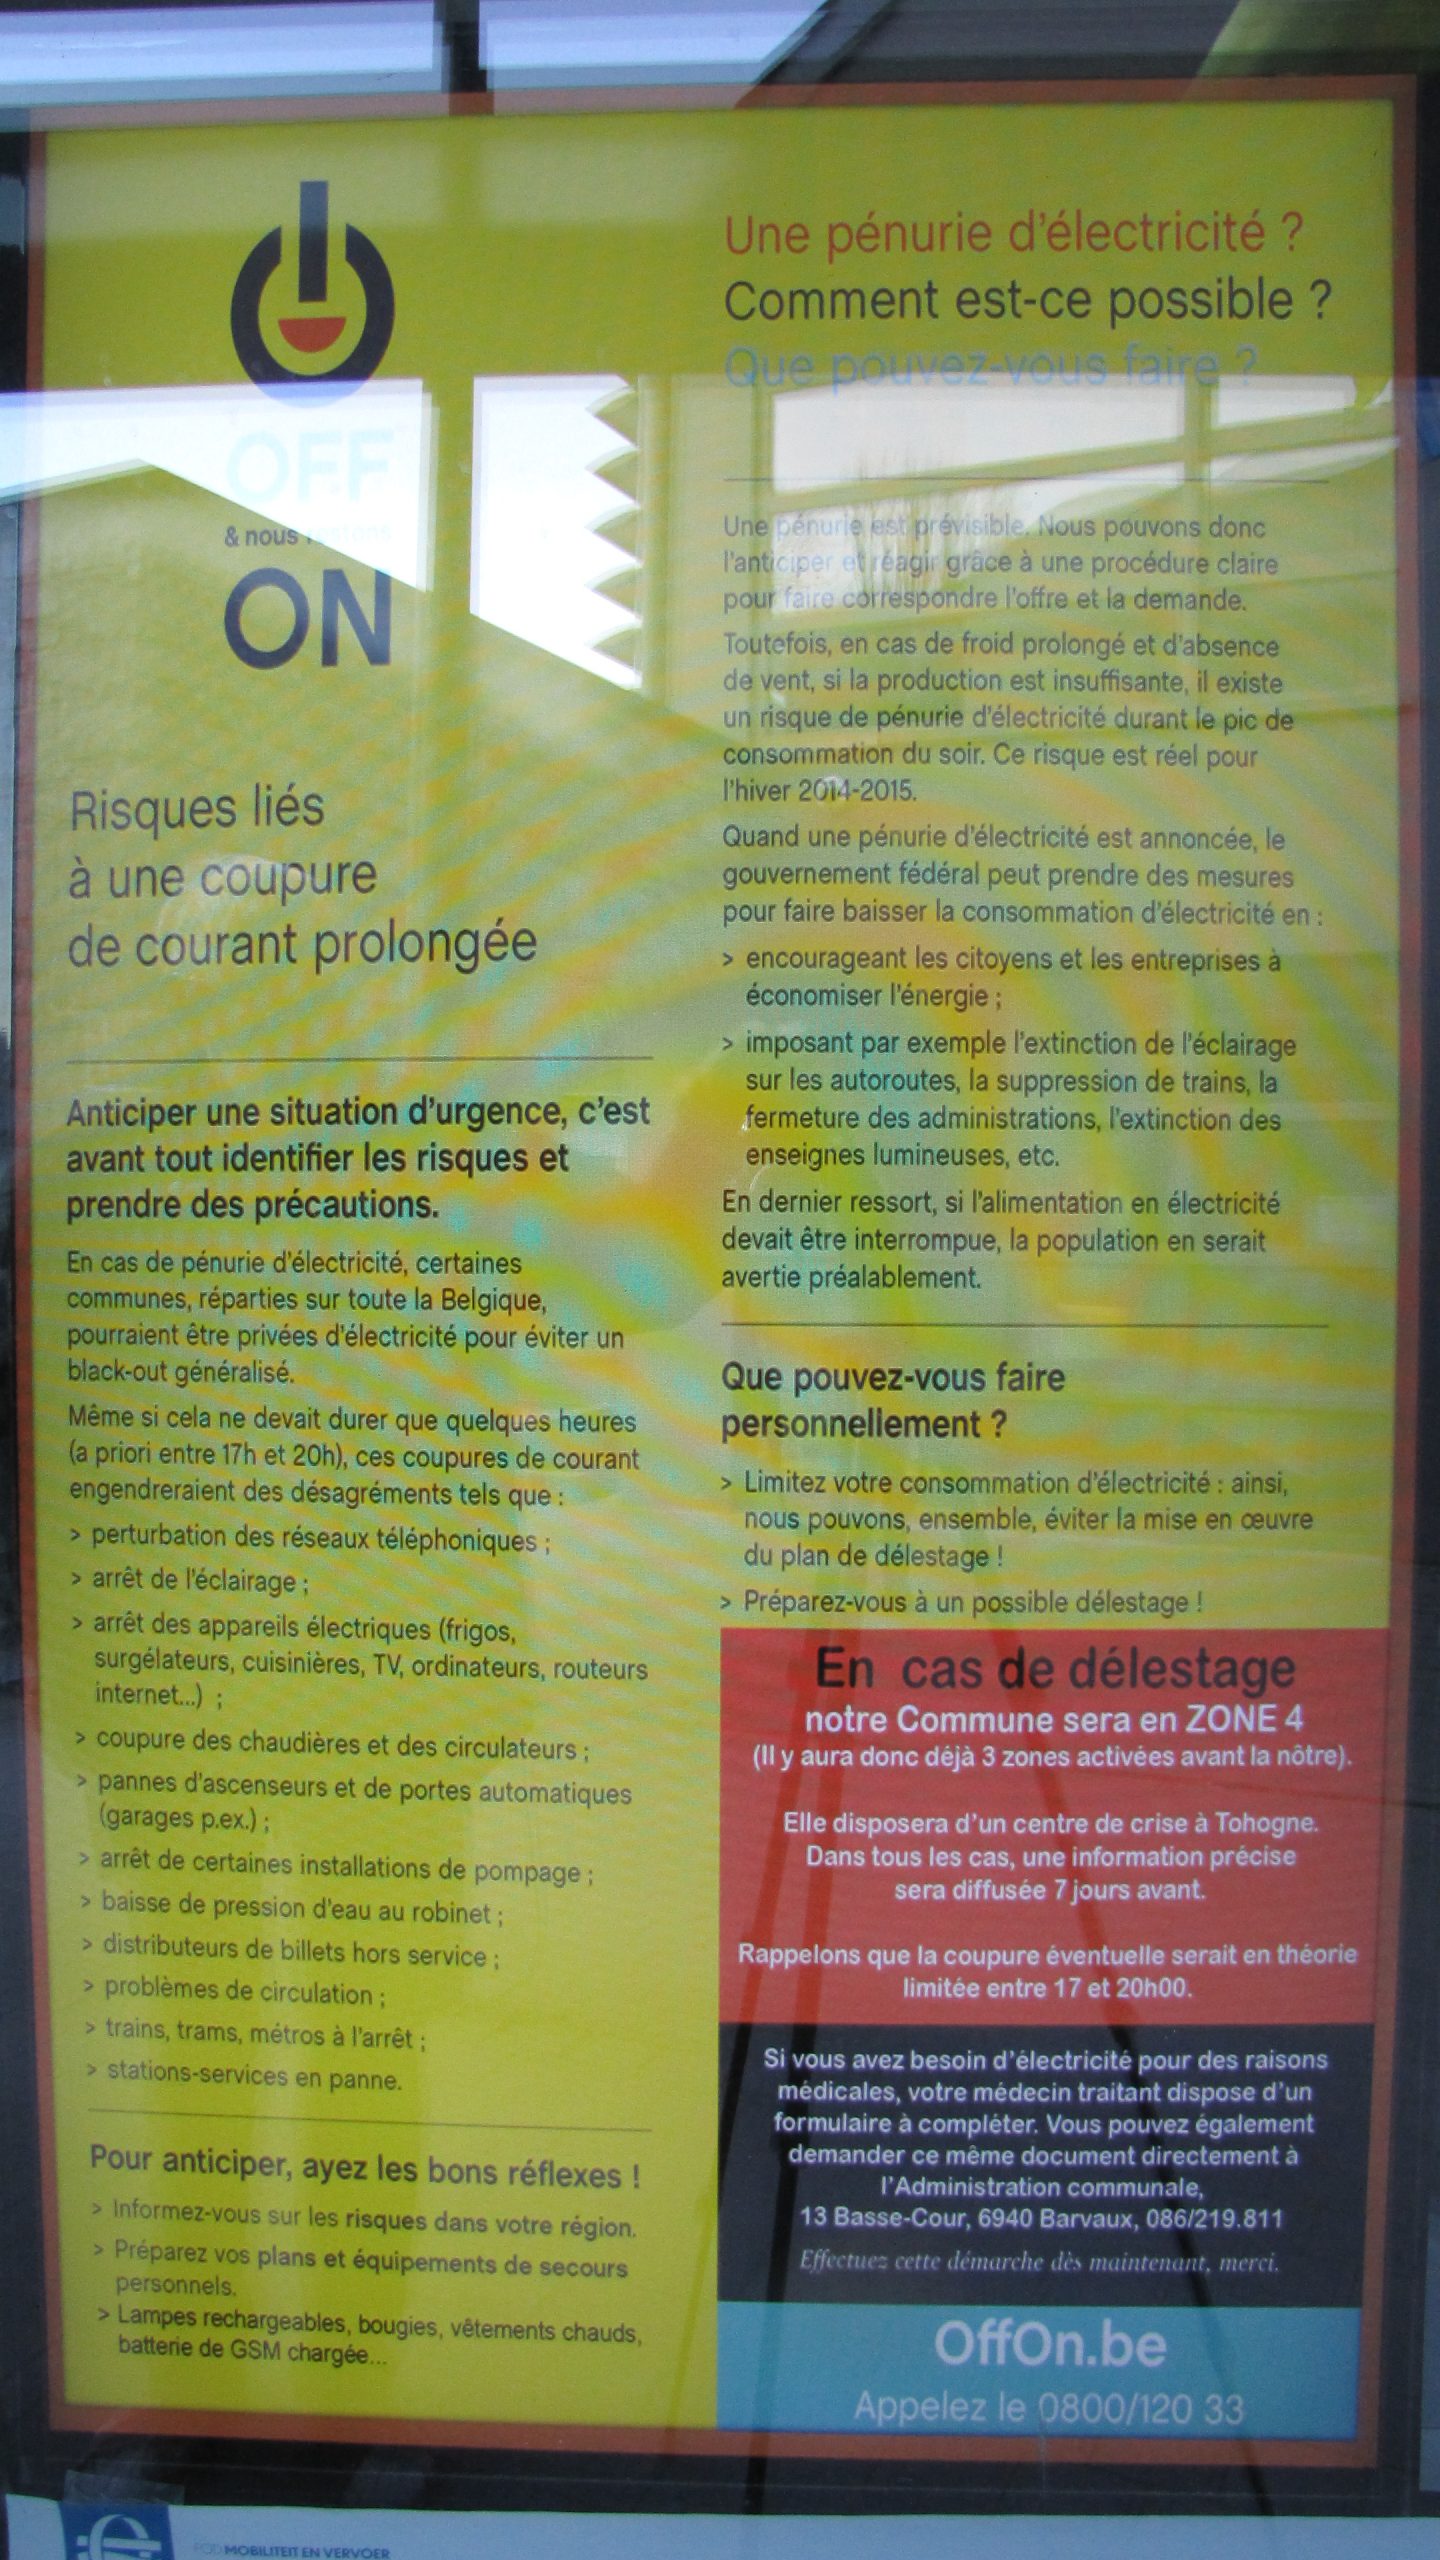 OFF
& nous restons
ON
Risques liés
à une coupure
de courant prolongée
Anticiper une situation d'urgence, c'est
avant tout identifier les risques et
prendre des précautions.
En cas de pénurie d'électricité, certaines
communes, réparties sur toute la Belgique,
pourraient être privées d'électricité pour éviter un
black-out généralisé.
Même si cela ne devait durer que quelques heures
(a priori entre 17h et 20h), ces coupures de courant
engendreraient des désagréments tels que :
> perturbation des réseaux téléphoniques ;
> arrêt de l'éclairage ;
> arrêt des appareils électriques (frigos,
surgélateurs, cuisinières, TV, ordinateurs, routeurs
internet...) ;
> coupure des chaudières et des circulateurs ;
> pannes d'ascenseurs et de portes automatiques
(garages p.ex.) ;
> arrêt de certaines installations de pompage ;
> baisse de pression d'eau au robinet ;
> distributeurs de billets hors service ;
> problèmes de circulation ;
> trains, trams, métros à l'arrêt ;
> stations-services en panne.
Pour anticiper, ayez les bons réflexes !
> Informez-vous sur les risques dans votre région.
> Préparez vos plans et équipements de secours
personnels.
> Lampes rechargeables, bougies, vêtements chauds,
batterie de GSM chargée...
Une pénurie d'électricité ?
Comment est-ce possible ?
Que pouvez-vous faire ?
Une pénurie est prévisible. Nous pouvons donc
l'anticiper et réagir grâce à une procédure claire
pour faire correspondre l'offre et la demande.
Toutefois, en cas de froid prolongé et d'absence
de vent, si la production est insuffisante, il existe
un risque de pénurie d'électricité durant le pic de
consommation du soir. Ce risque est réel pour
l'hiver 2014-2015.
Quand une pénurie d'électricité est annoncée, le
gouvernement fédéral peut prendre des mesures
pour faire baisser la consommation d'électricité en :
> encourageant les citoyens et les entreprises à
économiser l'énergie ;
> imposant par exemple l'extinction de l'éclairage
sur les autoroutes, la suppression de trains, la
fermeture des administrations, l'extinction des
enseignes lumineuses, etc.
En dernier ressort, si l'alimentation en électricité
devait être interrompue, la population en serait
avertie préalablement.
Que pouvez-vous faire
personnellement ?
> Limitez votre consommation d'électricité : ainsi,
nous pouvons, ensemble, éviter la mise en œuvre
du plan de délestage !
> Préparez-vous à un possible délestage !
En cas de délestage
notre Commune sera en ZONE 4
(Il y aura donc déjà 3 zones activées avant la nôtre).
Elle disposera d'un centre de crise à Tohogne.
Dans tous les cas, une information précise
sera diffusée 7 jours avant.
Rappelons que la coupure éventuelle serait en théorie
limitée entre 17 et 20h00.
Si vous avez besoin d'électricité pour des raisons
médicales, votre médecin traitant dispose d'un
formulaire à compléter. Vous pouvez également
demander ce même document directement à
l'Administration communale,
13 Basse-Cour, 6940 Barvaux, 086/219.811
Effectuez cette démarche dès maintenant, merci.
OffOn.be
Appelez le 0800/120 33
FOD MOBILITEIT EN VERVOER